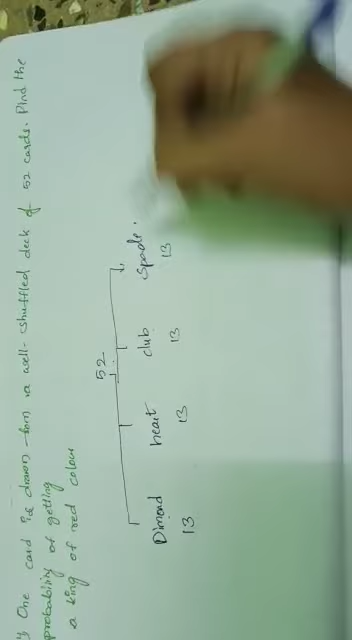 1) One card is drawn from a well-shuffled deck of 52 cards. Find the
probability of getting
a king of red colour
52
Dimond heart club Spade.
13 13 13 13